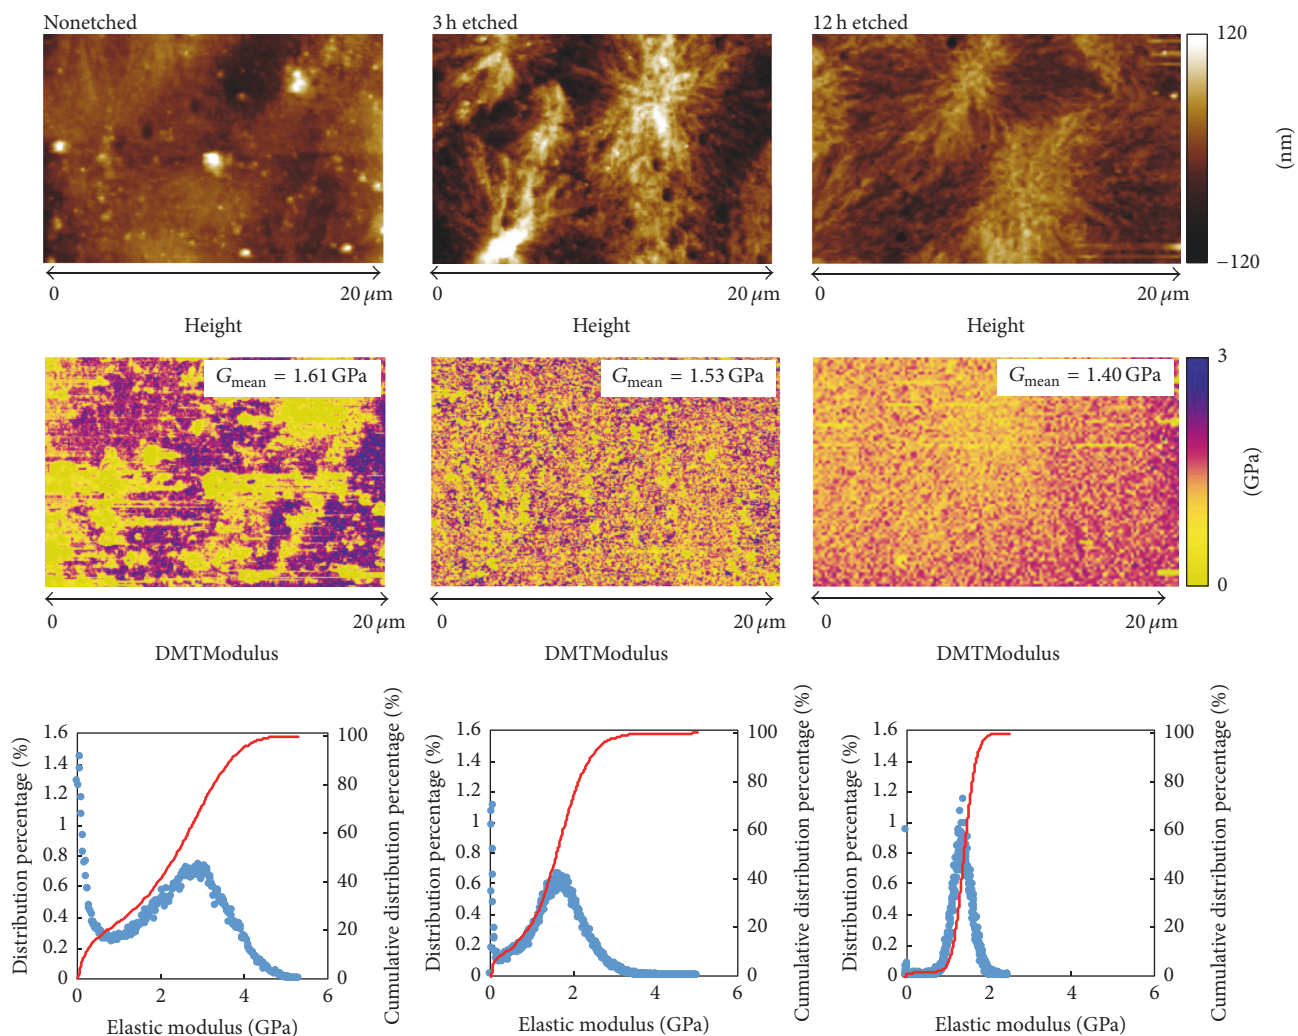 Nonetched
3 h etched
12 h etched
120
(nm)
−120
0
20 μm
Height
0
20 μm
Height
0
20 μm
Height
G_mean = 1.61 GPa
G_mean = 1.53 GPa
G_mean = 1.40 GPa
3
(GPa)
0
0
20 μm
DMTModulus
0
20 μm
DMTModulus
0
20 μm
DMTModulus
Distribution percentage (%)
1.6
1.4
1.2
1
0.8
0.6
0.4
0.2
0
0
2
4
6
Elastic modulus (GPa)
100
80
60
40
20
0
Cumulative distribution percentage (%)
Distribution percentage (%)
1.6
1.4
1.2
1
0.8
0.6
0.4
0.2
0
0
2
4
6
Elastic modulus (GPa)
100
80
60
40
20
0
Cumulative distribution percentage (%)
Distribution percentage (%)
1.6
1.4
1.2
1
0.8
0.6
0.4
0.2
0
0
2
4
6
Elastic modulus (GPa)
100
80
60
40
20
0
Cumulative distribution percentage (%)